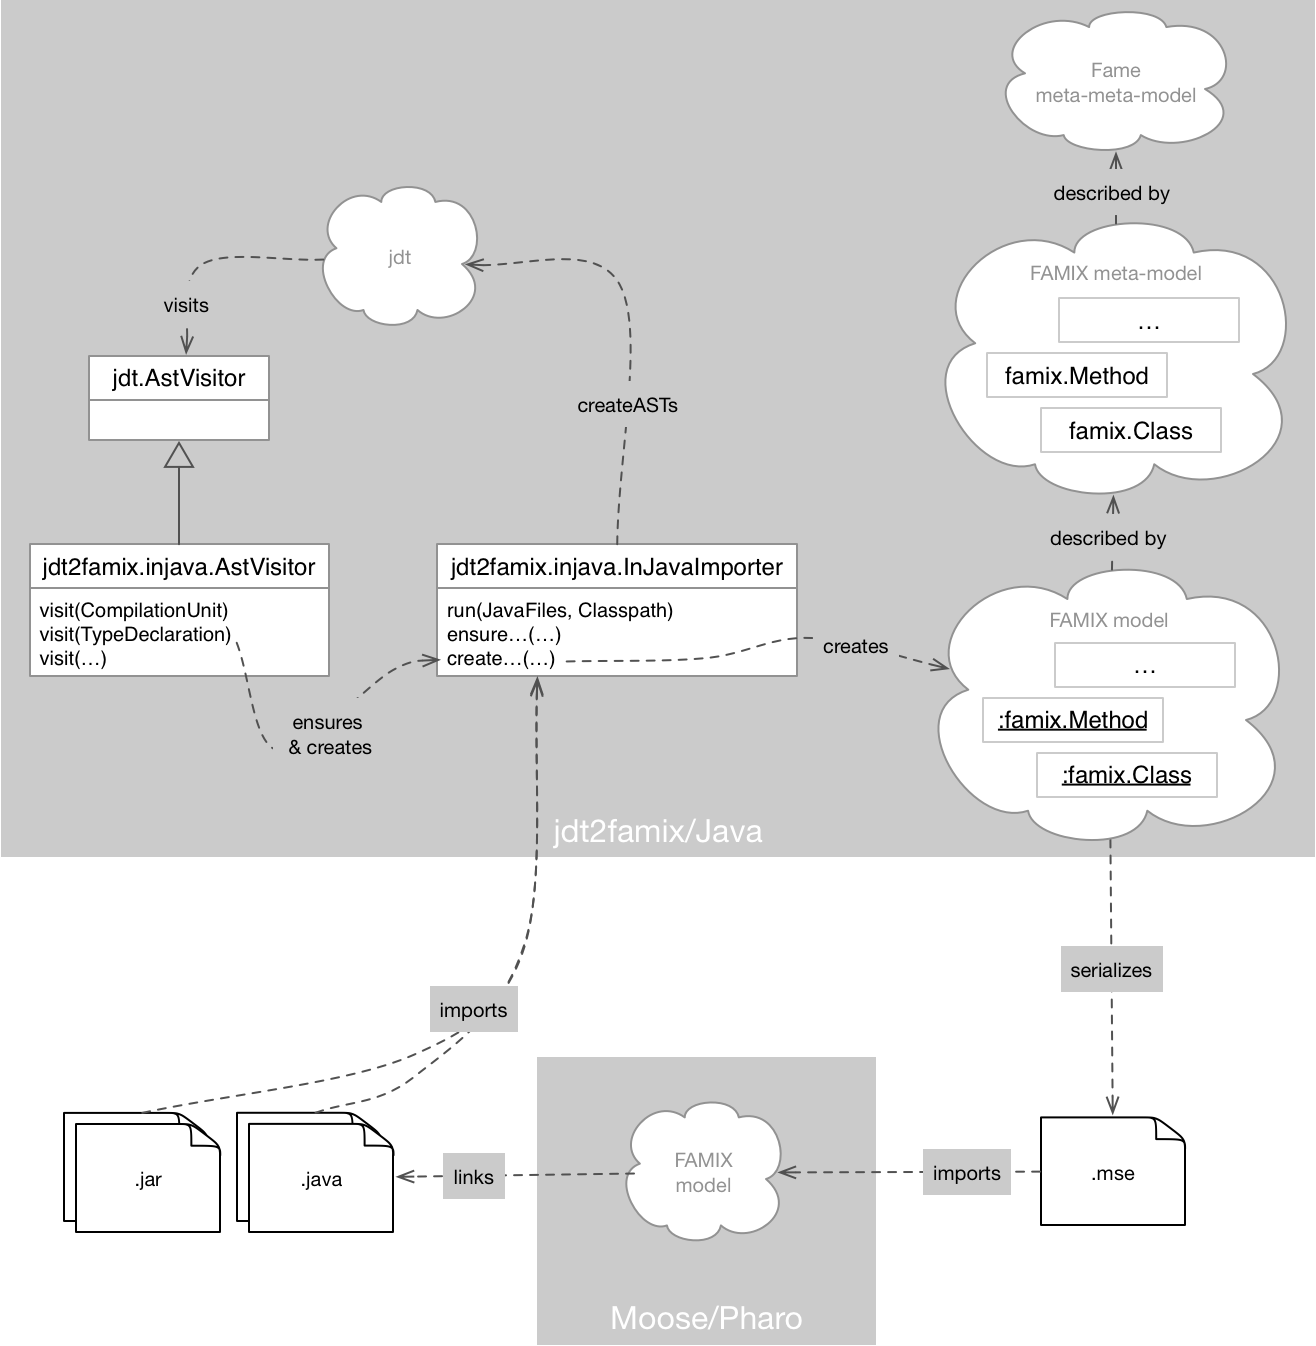 Fame
meta-meta-model
described by
jdt
FAMIX meta-model
visits
…
jdt.AstVisitor
famix.Method
createASTs
famix.Class
described by
jdt2famix.injava.AstVisitor
jdt2famix.injava.InJavaImporter
visit(CompilationUnit)
visit(TypeDeclaration)
visit(…)
run(JavaFiles, Classpath)
ensure…(…)
create…(…)
creates
FAMIX model
…
:famix.Method
:famix.Class
ensures
& creates
jdt2famix/Java
serializes
imports
.jar
.java
links
FAMIX
model
imports
.mse
Moose/Pharo